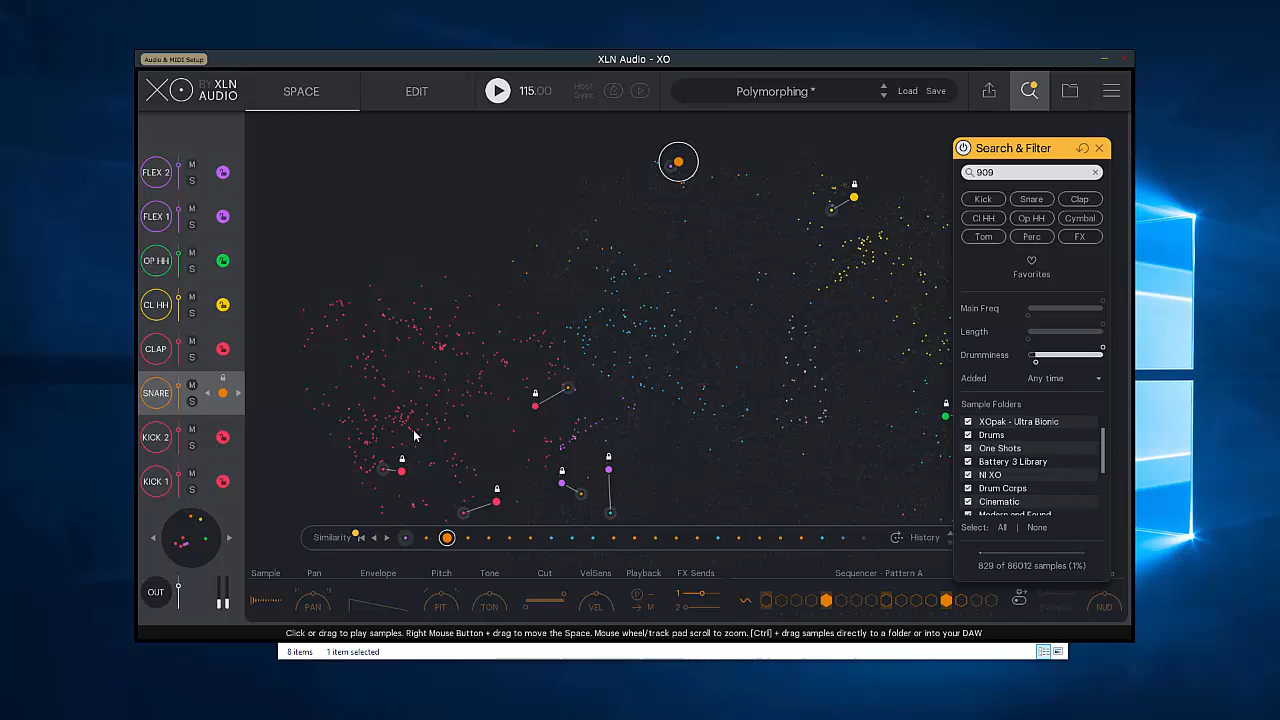 Audio & MIDI Setup
XLN Audio - XO
XO BY XLN AUDIO
SPACE
EDIT
115.00
Host Sync
Polymorphing *
Load
Save
Search & Filter
909
Kick
Snare
Clap
Cl HH
Op HH
Cymbal
Tom
Perc
FX
Favorites
Main Freq
Length
Drumminess
Added
Any time
Sample Folders
XOpak - Ultra Bionic
Drums
One Shots
Battery 3 Library
NI XO
Drum Corps
Cinematic
Modern and Found
Select: All | None
829 of 86012 samples (1%)
FLEX 2
M
S
FLEX 1
M
S
OP HH
M
S
CL HH
M
S
CLAP
M
S
SNARE
M
S
KICK 2
M
S
KICK 1
M
S
OUT
Similarity
History
Sample
Pan
Envelope
Pitch
Tone
Cut
VelSens
Playback
FX Sends
Sequencer - Pattern A
PAN
PIT
TON
VEL
P
M
1
2
NUD
Click or drag to play samples. Right Mouse Button + drag to move the Space. Mouse wheel/track pad scroll to zoom. [Ctrl] + drag samples directly to a folder or into your DAW
8 items
1 item selected